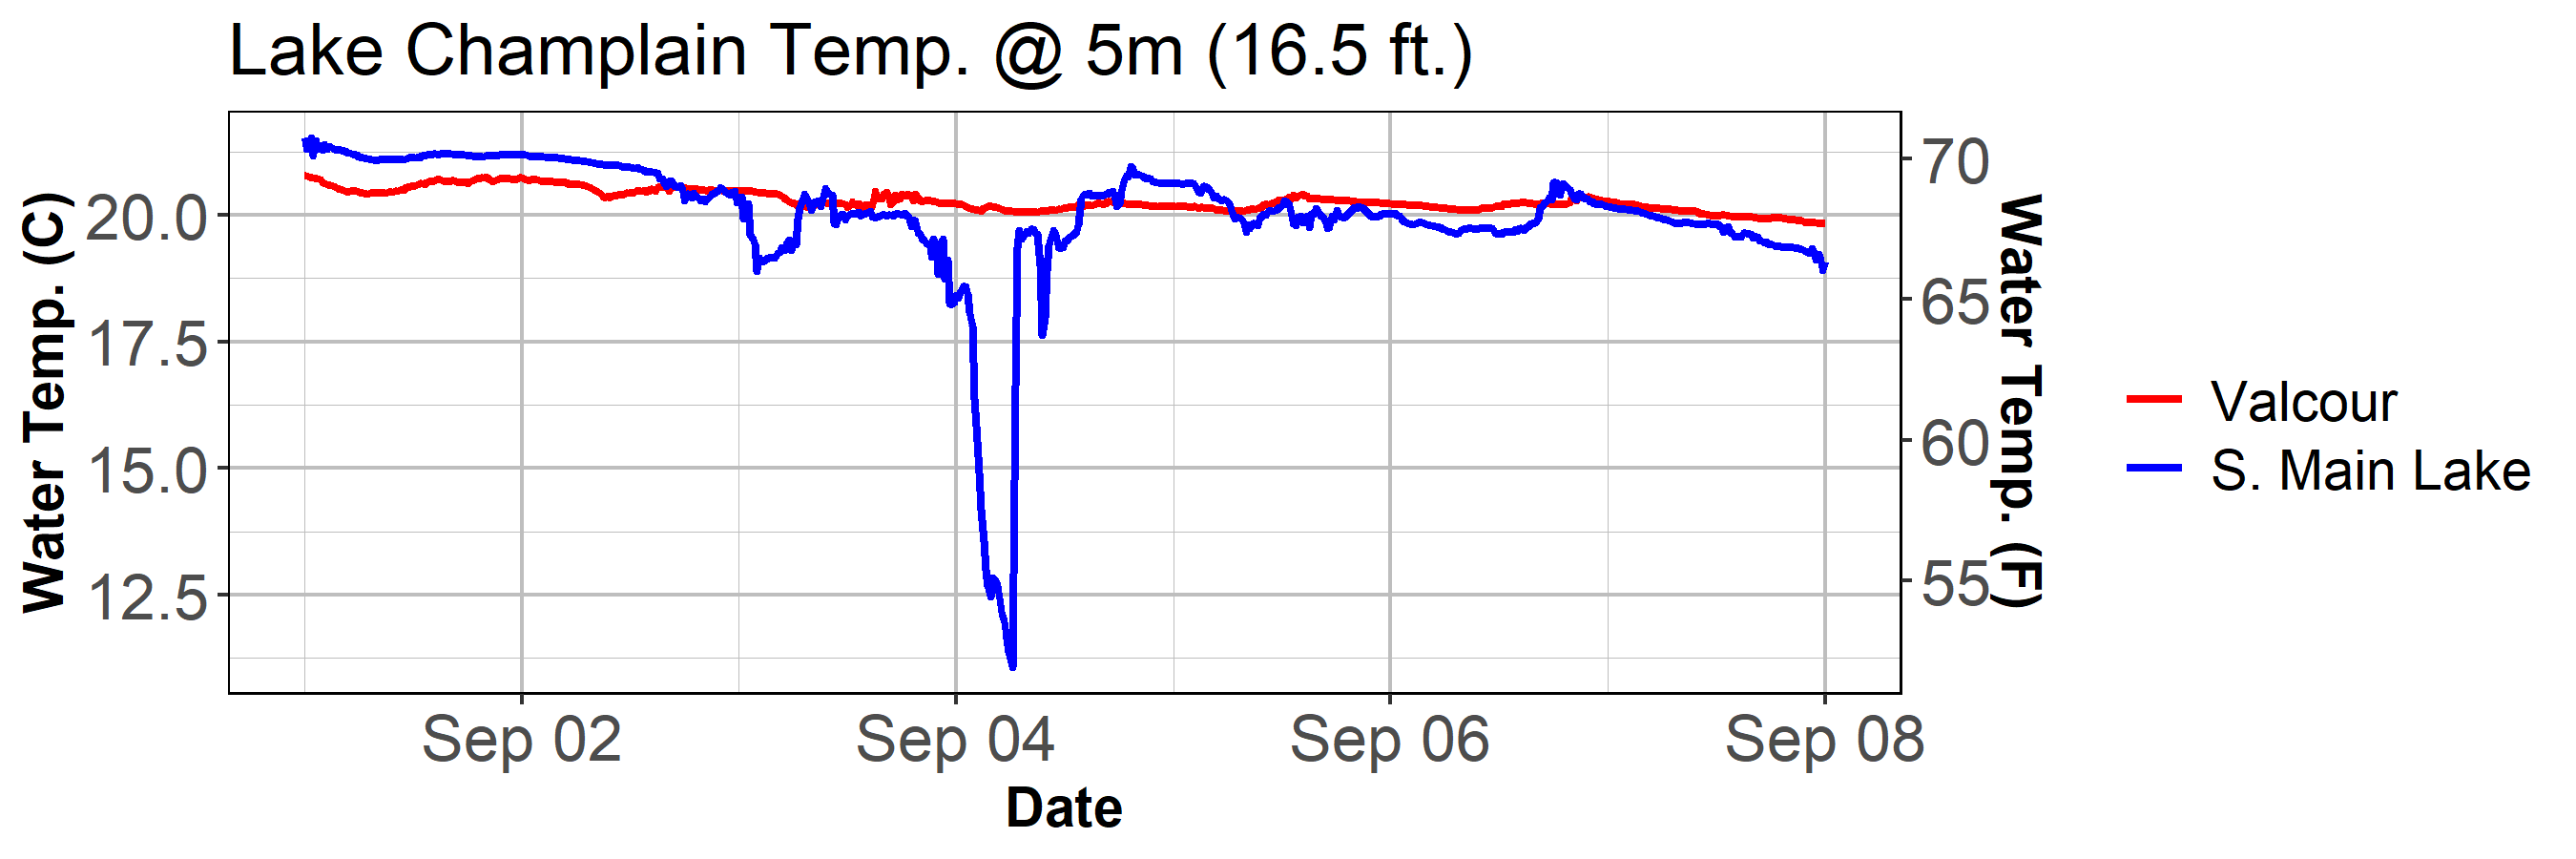 Lake Champlain Temp. @ 5m (16.5 ft.)
Water Temp. (C)
20.0
17.5
15.0
12.5
70
65
60
55
Water Temp. (F)
Sep 02
Sep 04
Sep 06
Sep 08
Date
Valcour
S. Main Lake